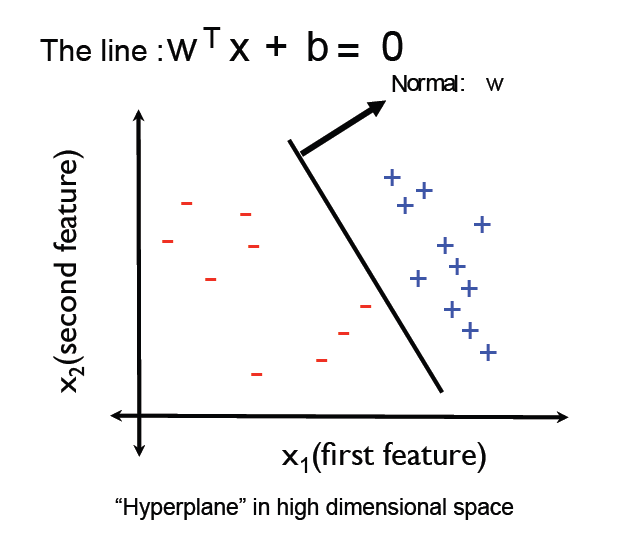 The line : wᵀx + b = 0
Normal: w
x₂(second feature)
x₁(first feature)
“Hyperplane” in high dimensional space